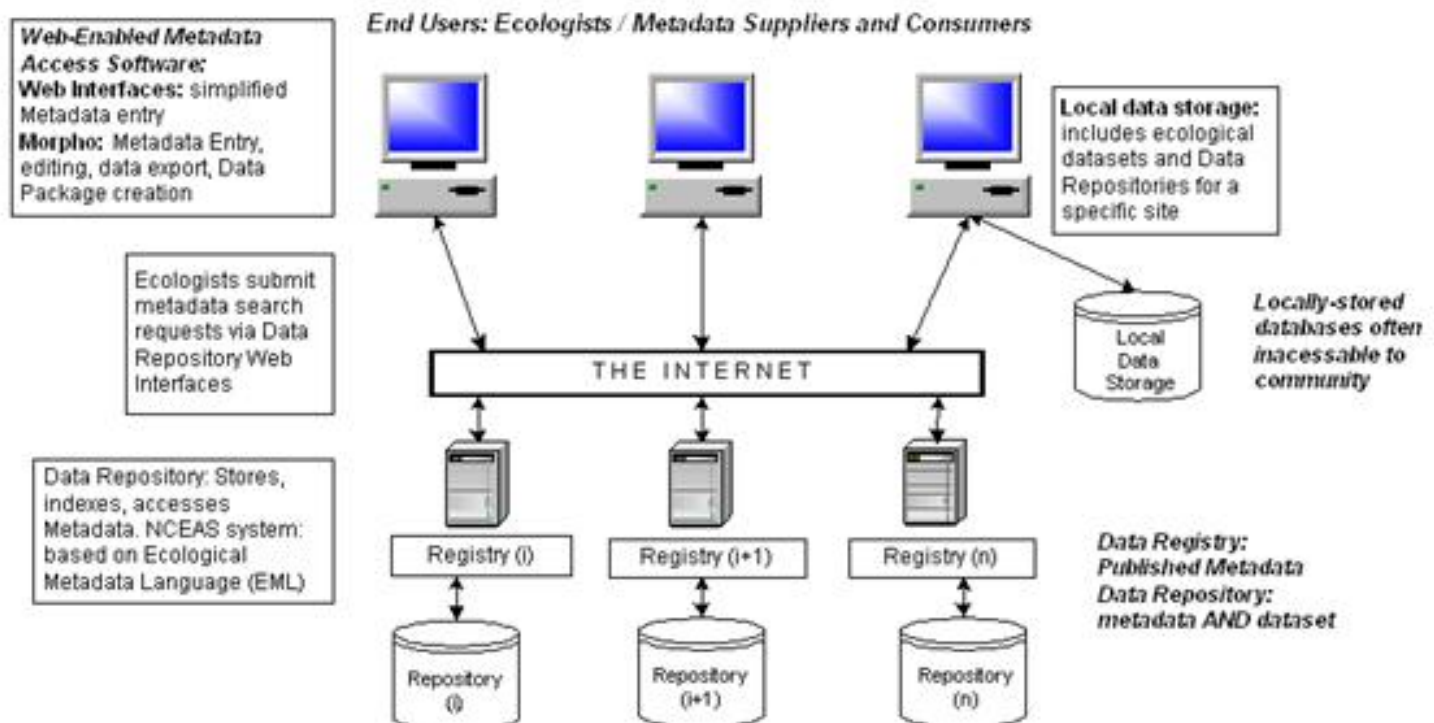 End Users: Ecologists / Metadata Suppliers and Consumers
Web-Enabled Metadata
Access Software:
Web Interfaces: simplified
Metadata entry
Morpho: Metadata Entry,
editing, data export, Data
Package creation
Local data storage:
includes ecological
datasets and Data
Repositories for a
specific site
Ecologists submit
metadata search
requests via Data
Repository Web
Interfaces
THE INTERNET
Local
Data
Storage
Locally-stored
databases often
inacessable to
community
Data Repository: Stores,
indexes, accesses
Metadata. NCEAS system:
based on Ecological
Metadata Language (EML)
Registry (i)
Registry (i+1)
Registry (n)
Data Registry:
Published Metadata
Data Repository:
metadata AND dataset
Repository
(i)
Repository
(i+1)
Repository
(n)